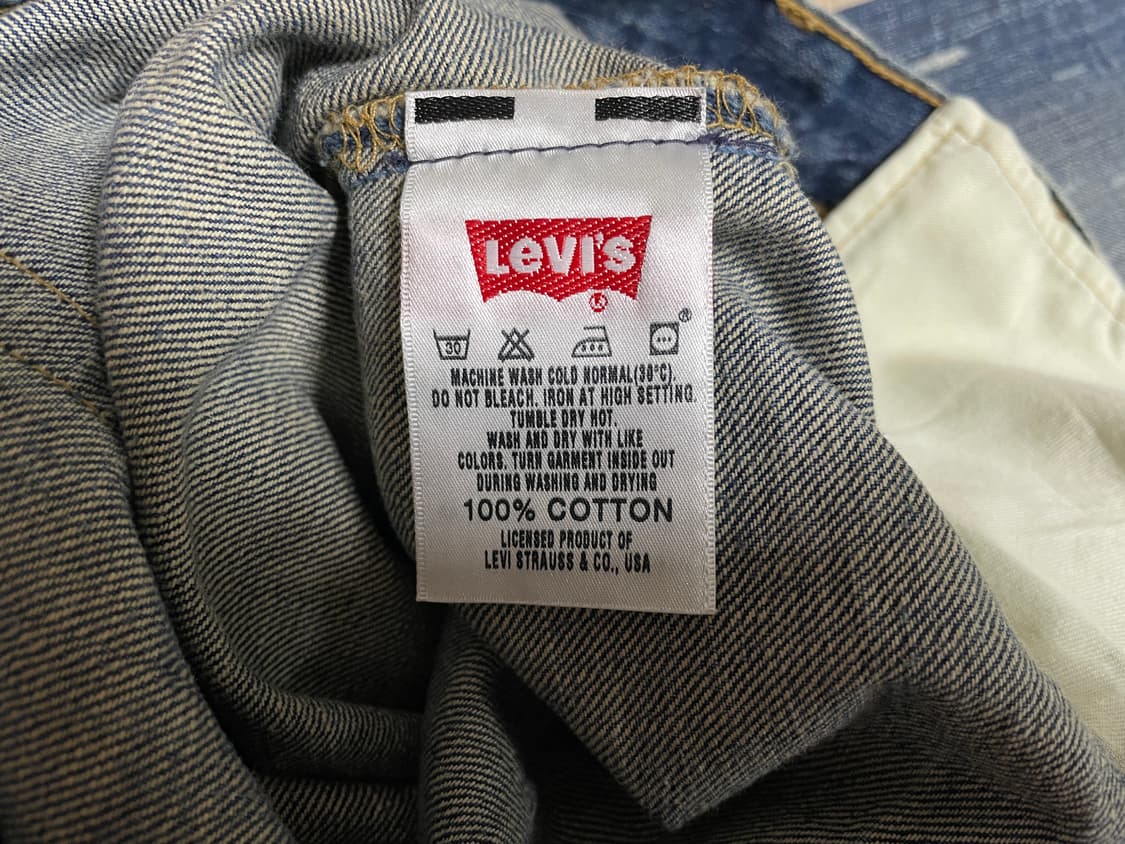 LEVI'S
®
30
®
MACHINE WASH COLD NORMAL(30°C).
DO NOT BLEACH. IRON AT HIGH SETTING.
TUMBLE DRY HOT.
WASH AND DRY WITH LIKE
COLORS. TURN GARMENT INSIDE OUT
DURING WASHING AND DRYING
100% COTTON
LICENSED PRODUCT OF
LEVI STRAUSS & CO., USA